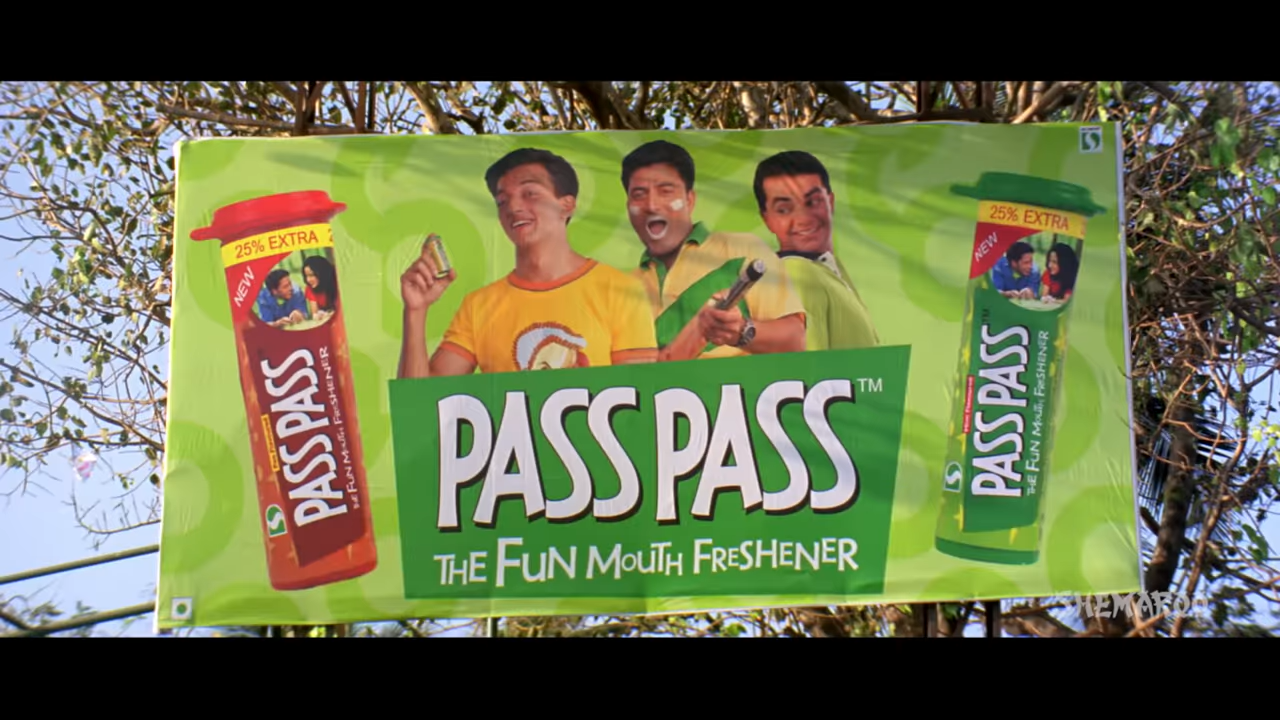 25% EXTRA
NEW
PASS PASS
THE FUN MOUTH FRESHENER
PASS PASS™
THE FUN MOUTH FRESHENER
25% EXTRA
NEW
PASS PASS™
THE FUN MOUTH FRESHENER
SHEMAROO